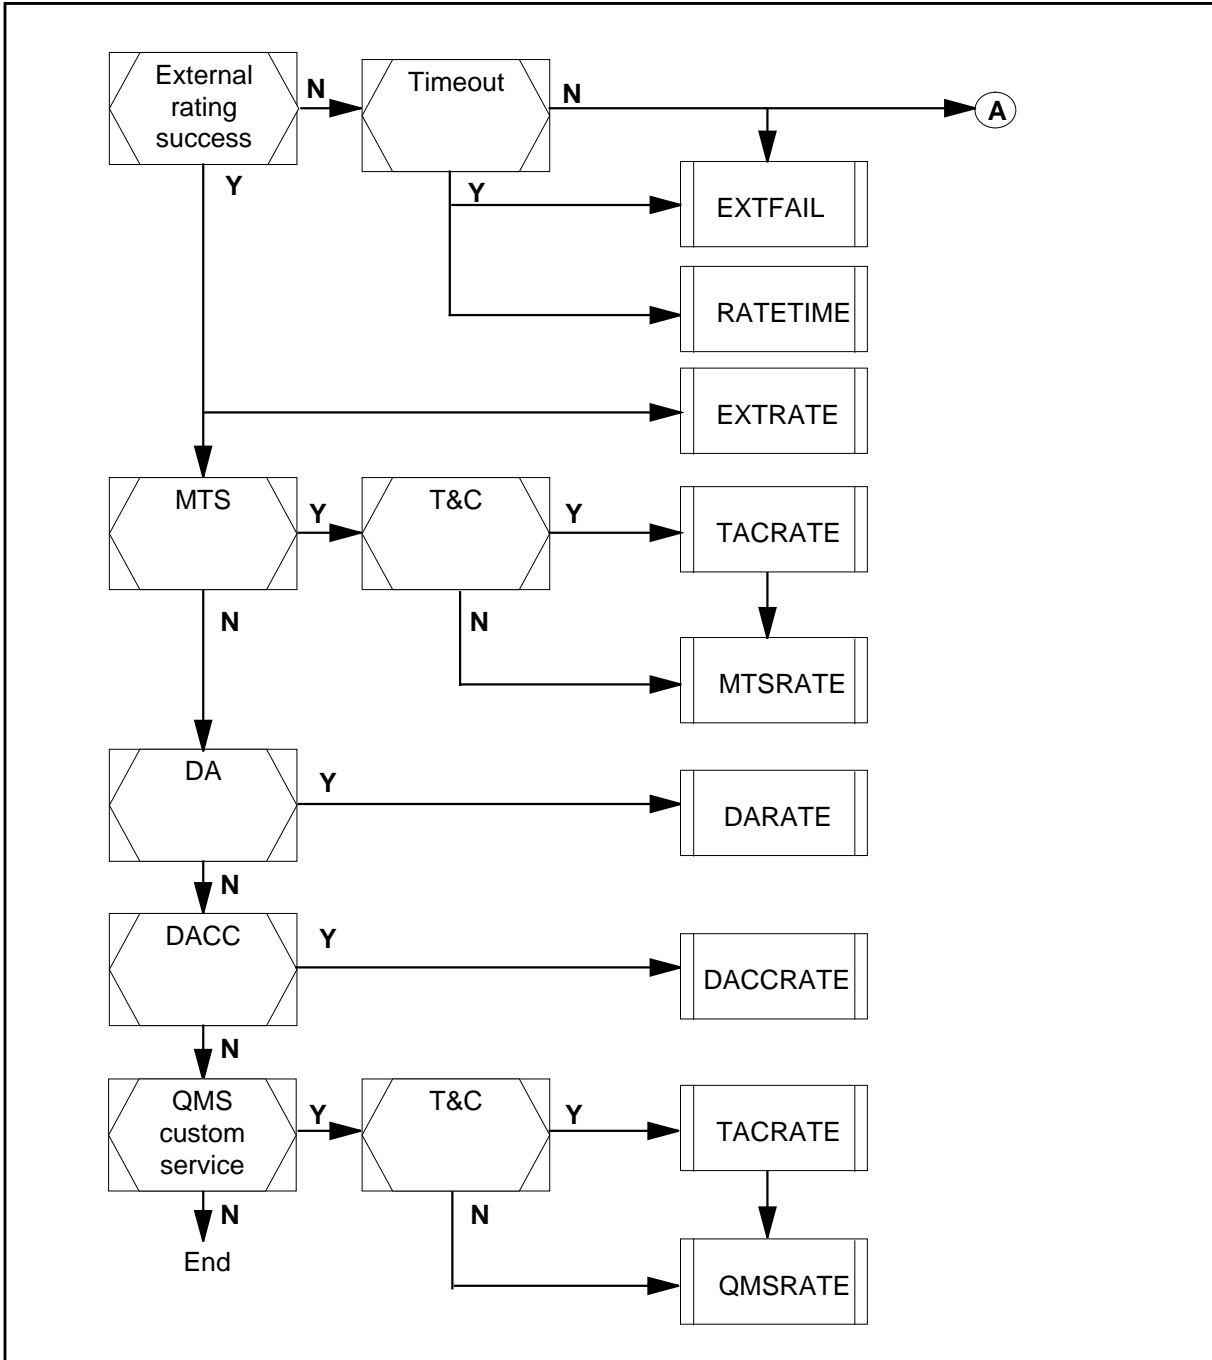 External
rating
success
N
Timeout
N
A
Y
Y
EXTFAIL
RATETIME
EXTRATE
MTS
Y
T&C
Y
TACRATE
N
N
MTSRATE
DA
Y
DARATE
N
DACC
Y
DACCRATE
N
QMS
custom
service
Y
T&C
Y
TACRATE
N
N
End
QMSRATE